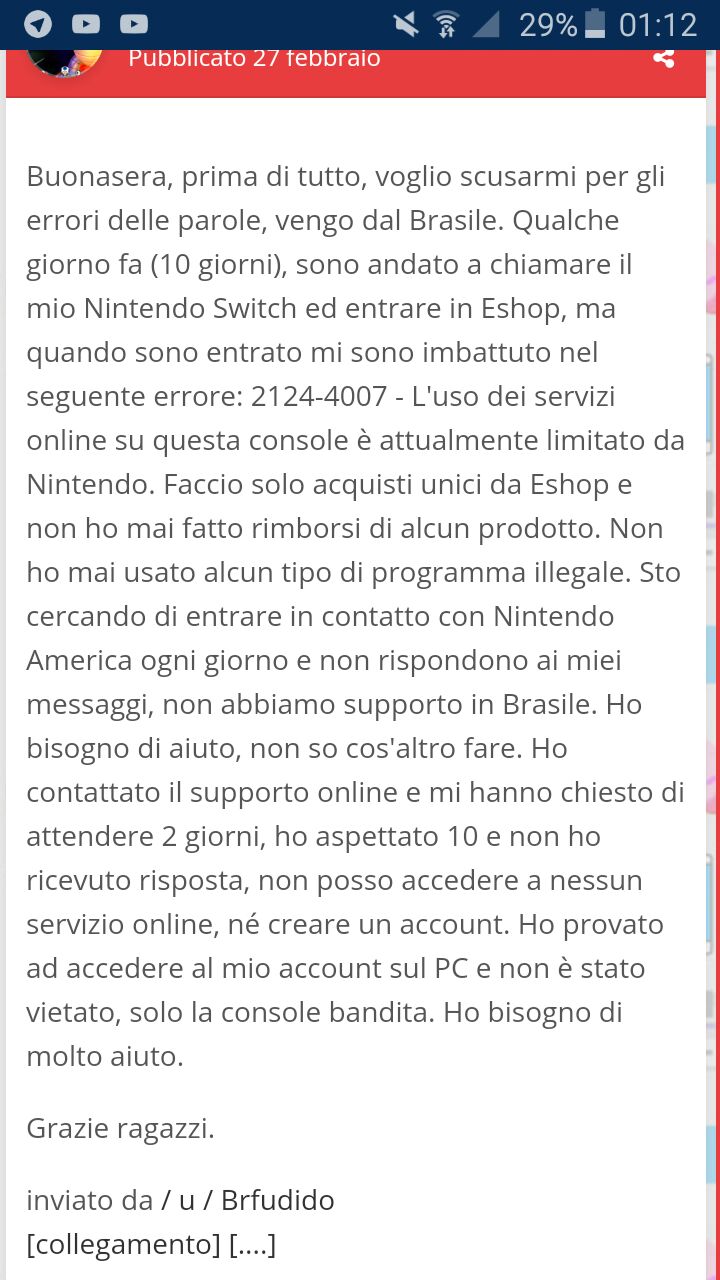 29% 01:12
Pubblicato 27 febbraio
Buonasera, prima di tutto, voglio scusarmi per gli
errori delle parole, vengo dal Brasile. Qualche
giorno fa (10 giorni), sono andato a chiamare il
mio Nintendo Switch ed entrare in Eshop, ma
quando sono entrato mi sono imbattuto nel
seguente errore: 2124-4007 - L'uso dei servizi
online su questa console è attualmente limitato da
Nintendo. Faccio solo acquisti unici da Eshop e
non ho mai fatto rimborsi di alcun prodotto. Non
ho mai usato alcun tipo di programma illegale. Sto
cercando di entrare in contatto con Nintendo
America ogni giorno e non rispondono ai miei
messaggi, non abbiamo supporto in Brasile. Ho
bisogno di aiuto, non so cos'altro fare. Ho
contattato il supporto online e mi hanno chiesto di
attendere 2 giorni, ho aspettato 10 e non ho
ricevuto risposta, non posso accedere a nessun
servizio online, né creare un account. Ho provato
ad accedere al mio account sul PC e non è stato
vietato, solo la console bandita. Ho bisogno di
molto aiuto.
Grazie ragazzi.
inviato da / u / Brfudido
[collegamento] [....]